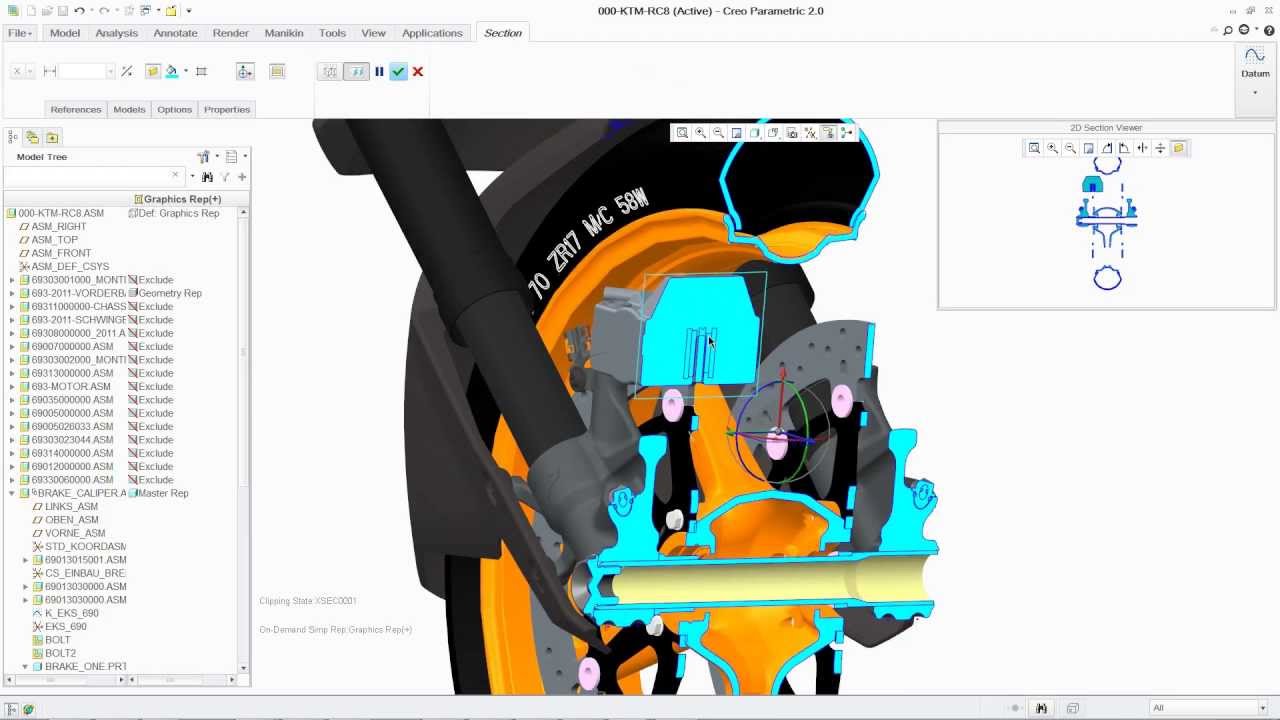 000-KTM-RC8 (Active) - Creo Parametric 2.0
File
Model
Analysis
Annotate
Render
Manikin
Tools
View
Applications
Section
Datum
References
Models
Options
Properties
Model Tree
Graphics Rep(+)
000-KTM-RC8.ASM Def. Graphics Rep
ASM_RIGHT
ASM_TOP
ASM_FRONT
ASM_DEF_CSYS
69303001000_MONTI Exclude
693-2011-VORDERBA Geometry Rep
69311000000-CHASS Exclude
693-2011-SCHWINGE Exclude
69308000000_2011.A Exclude
69007000000.ASM Exclude
69303002000_MONTI Exclude
69313000000.ASM Exclude
693-MOTOR.ASM Exclude
69035900000.ASM Exclude
69005000000.ASM Exclude
69003026033.ASM Exclude
69303023044.ASM Exclude
69314000000.ASM Exclude
69012000000.ASM Exclude
69330060000.ASM Exclude
BRAKE_CALIPER.A Master Rep
LINKS_ASM
OBEN_ASM
VORNE_ASM
STD_KOORDASM
69013015001.ASM
CS_EINBAU_BRE
69013030000.ASM
69013030000.ASM
K_EKS_690
EKS_690
BOLT
BOLT2
BRAKE_ONE.PRT
70 ZR17 M/C 58W
Clipping State:XSEC0001
On-Demand Simp Rep:Graphics Rep(+)
2D Section Viewer
All